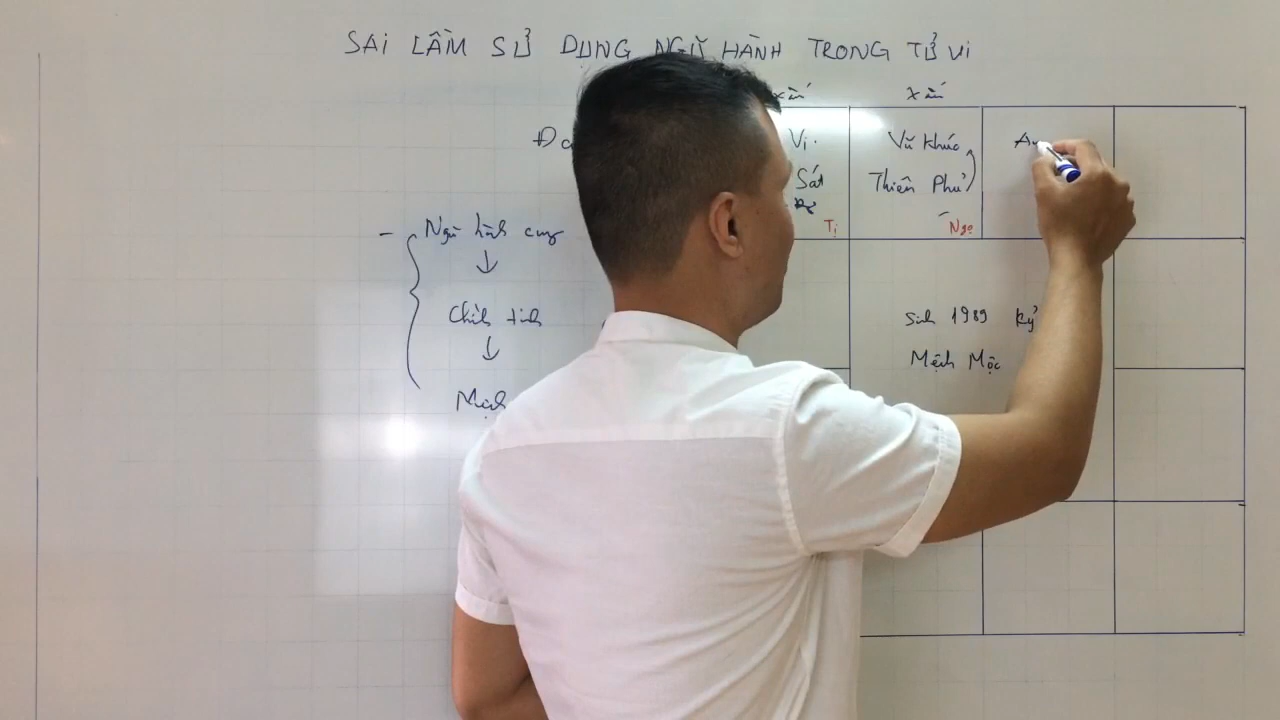 SAI LẦM SỬ DỤNG NGŨ HÀNH TRONG TỬ VI
xấu xấu
Vi.
Sát
Tị
Vũ Khúc
Thiên Phủ
Ngọ
- Ngũ hành cung
↓
Chính tinh
↓
Mệnh
Sinh 1989 Kỷ
Mệnh Mộc